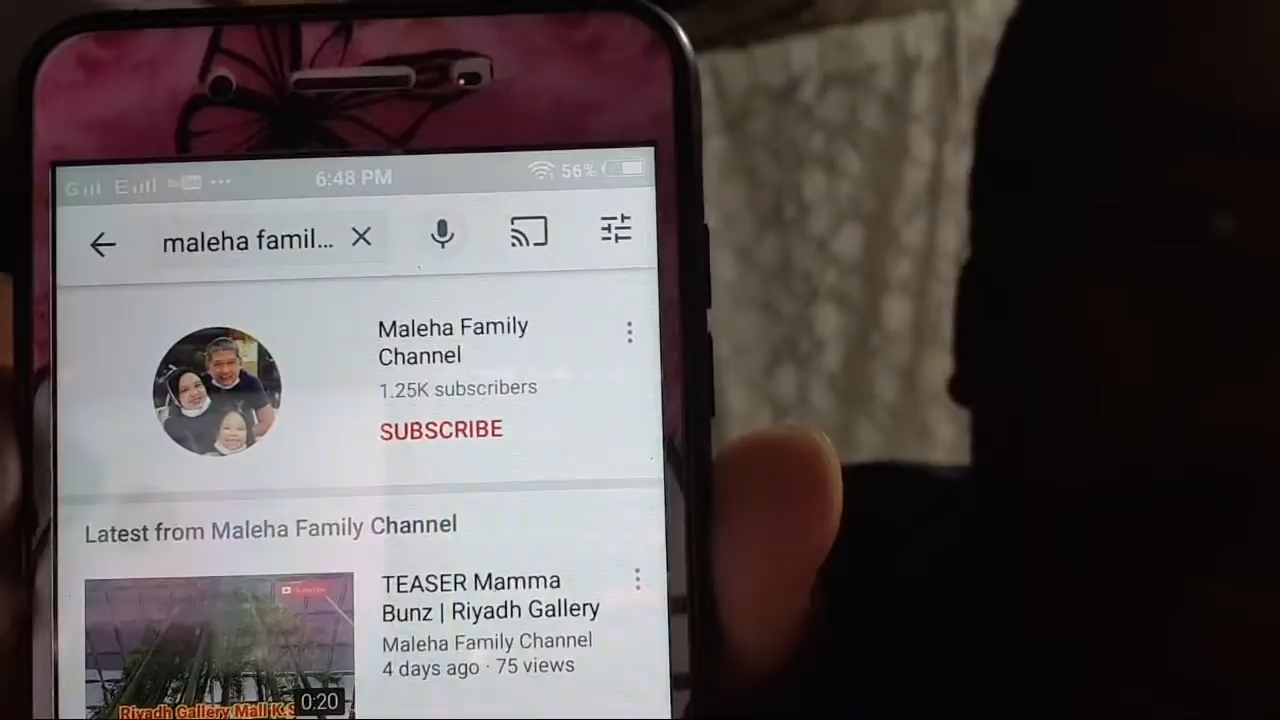 G E ... 6:48 PM 56%
maleha famil...
Maleha Family
Channel
1.25K subscribers
SUBSCRIBE
Latest from Maleha Family Channel
TEASER Mamma
Bunz | Riyadh Gallery
Maleha Family Channel
4 days ago · 75 views
0:20
Riyadh Gallery Mall K.S